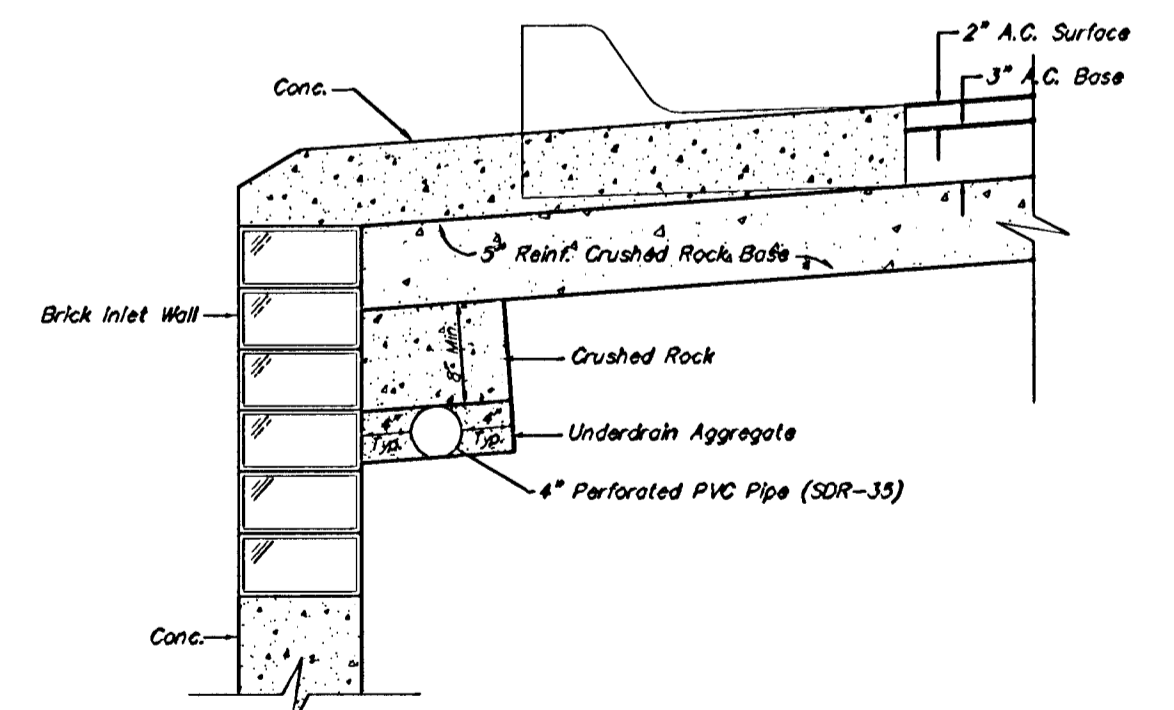 2" A.C. Surface
3" A.C. Base
Conc.
5" Reinf. Crushed Rock Base
Brick Inlet Wall
8" Min.
Crushed Rock
4" 4"
Typ. Typ.
Underdrain Aggregate
4" Perforated PVC Pipe (SDR-35)
Conc.